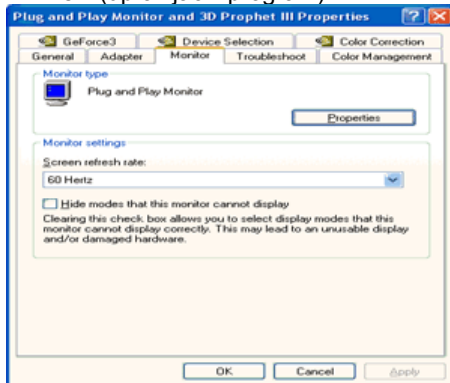 Plug and Play Monitor and 3D Prophet III Properties
GeForce3 Device Selection Color Correction
General Adapter Monitor Troubleshoot Color Management
Monitor type
Plug and Play Monitor
Properties
Monitor settings
Screen refresh rate:
60 Hertz
Hide modes that this monitor cannot display
Clearing this check box allows you to select display modes that this
monitor cannot display correctly. This may lead to an unusable display
and/or damaged hardware.
OK Cancel Apply